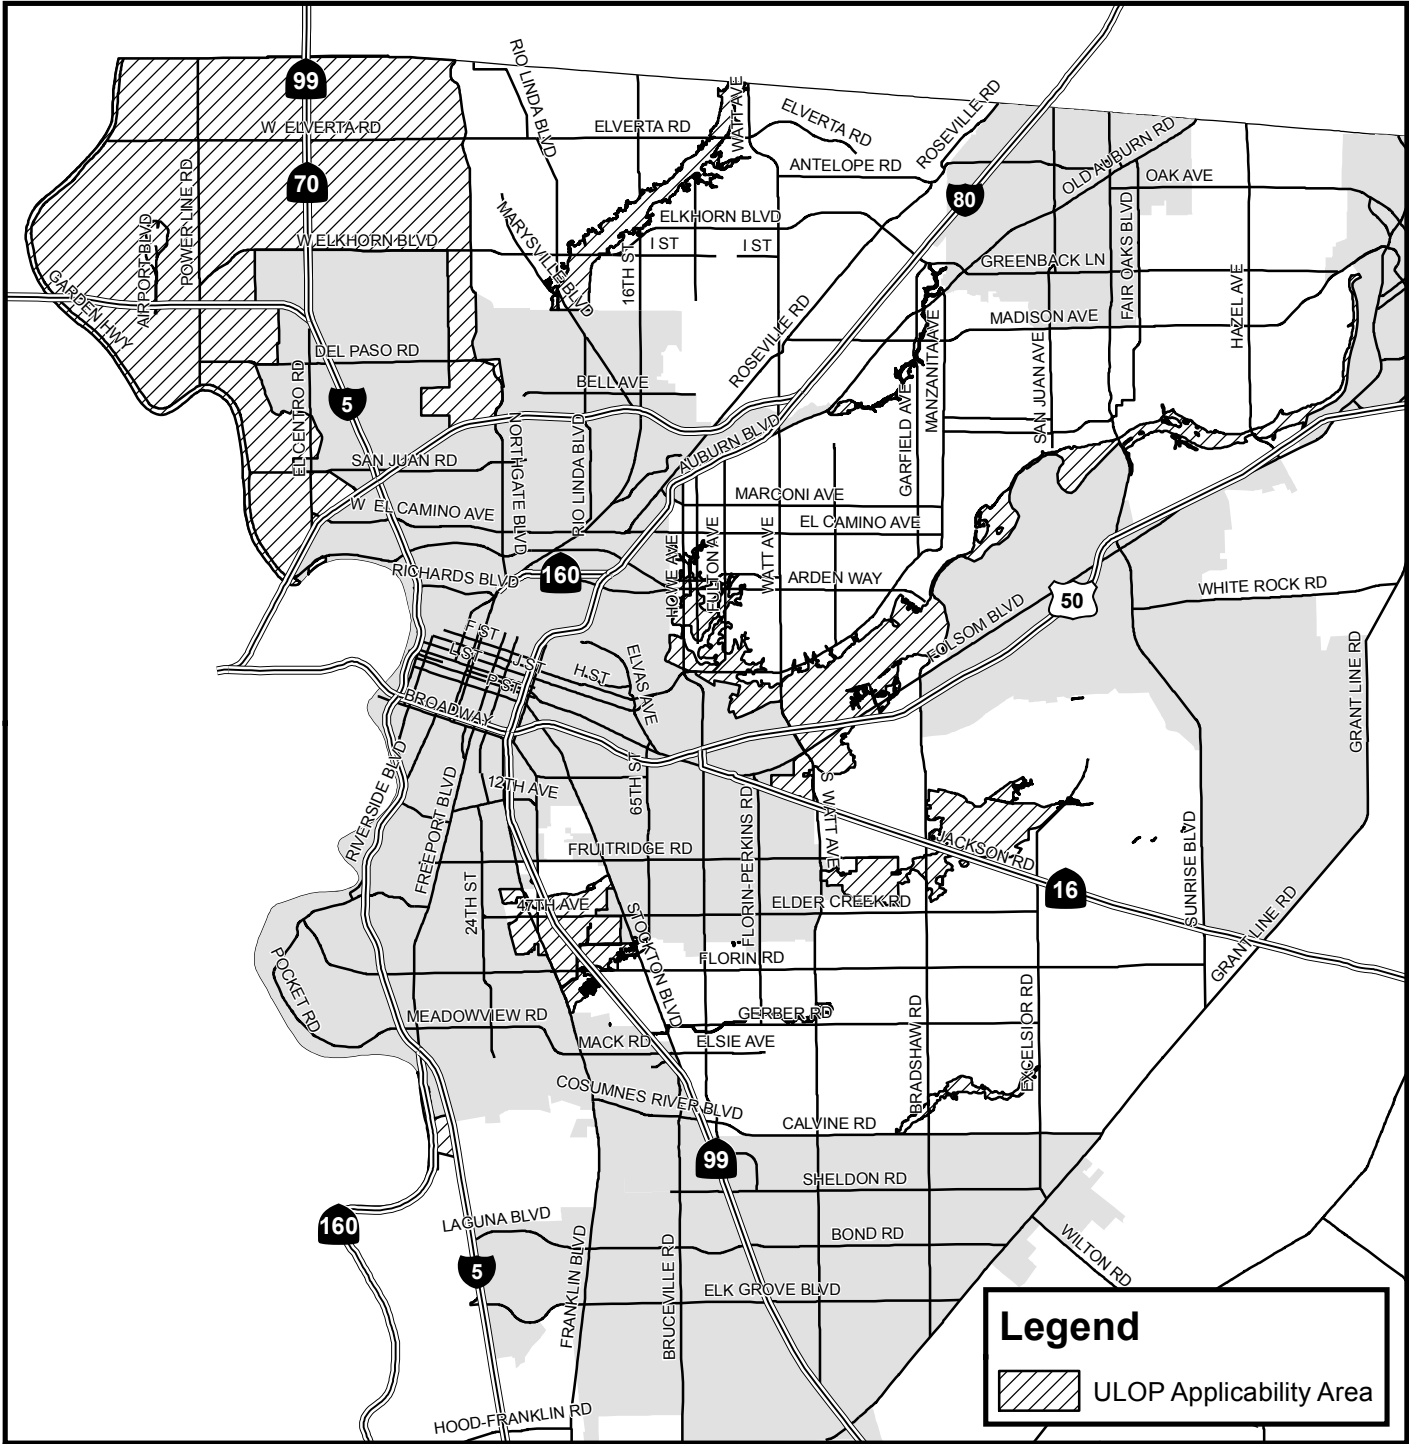 99
RIO LINDA BLVD
WATT AVE
ELVERTA RD
W ELVERTA RD
ELVERTA RD
ROSEVILLE RD
OLD AUBURN RD
ANTELOPE RD
OAK AVE
70
POWER LINE RD
80
MARYSVILLE BLVD
ELKHORN BLVD
FAIR OAKS BLVD
AIRPORT BLVD
W ELKHORN BLVD
I ST
I ST
16TH ST
GREENBACK LN
GARDEN HWY
HAZEL AVE
MADISON AVE
ROSEVILLE RD
DEL PASO RD
MANZANITA AVE
SAN JUAN AVE
BELL AVE
5
EL CENTRO RD
GARFIELD AVE
AUBURN BLVD
NORTHGATE BLVD
RIO LINDA BLVD
SAN JUAN RD
MARCONI AVE
W EL CAMINO AVE
EL CAMINO AVE
HOWE AVE
FULTON AVE
WATT AVE
RICHARDS BLVD
160
ARDEN WAY
WHITE ROCK RD
50
FOLSOM BLVD
F ST
L ST
J ST
H ST
P ST
ELVAS AVE
GRANT LINE RD
BROADWAY
RIVERSIDE BLVD
FREEPORT BLVD
12TH AVE
65TH ST
FLORIN-PERKINS RD
S WATT AVE
SUNRISE BLVD
FRUITRIDGE RD
JACKSON RD
16
24TH ST
47TH AVE
STOCKTON BLVD
ELDER CREEK RD
GRANT LINE RD
POCKET RD
FLORIN RD
MEADOWVIEW RD
GERBER RD
BRADSHAW RD
EXCELSIOR RD
MACK RD
ELSIE AVE
COSUMNES RIVER BLVD
CALVINE RD
99
SHELDON RD
160
LAGUNA BLVD
BOND RD
WILTON RD
5
FRANKLIN BLVD
BRUCEVILLE RD
ELK GROVE BLVD
HOOD-FRANKLIN RD
Legend
ULOP Applicability Area